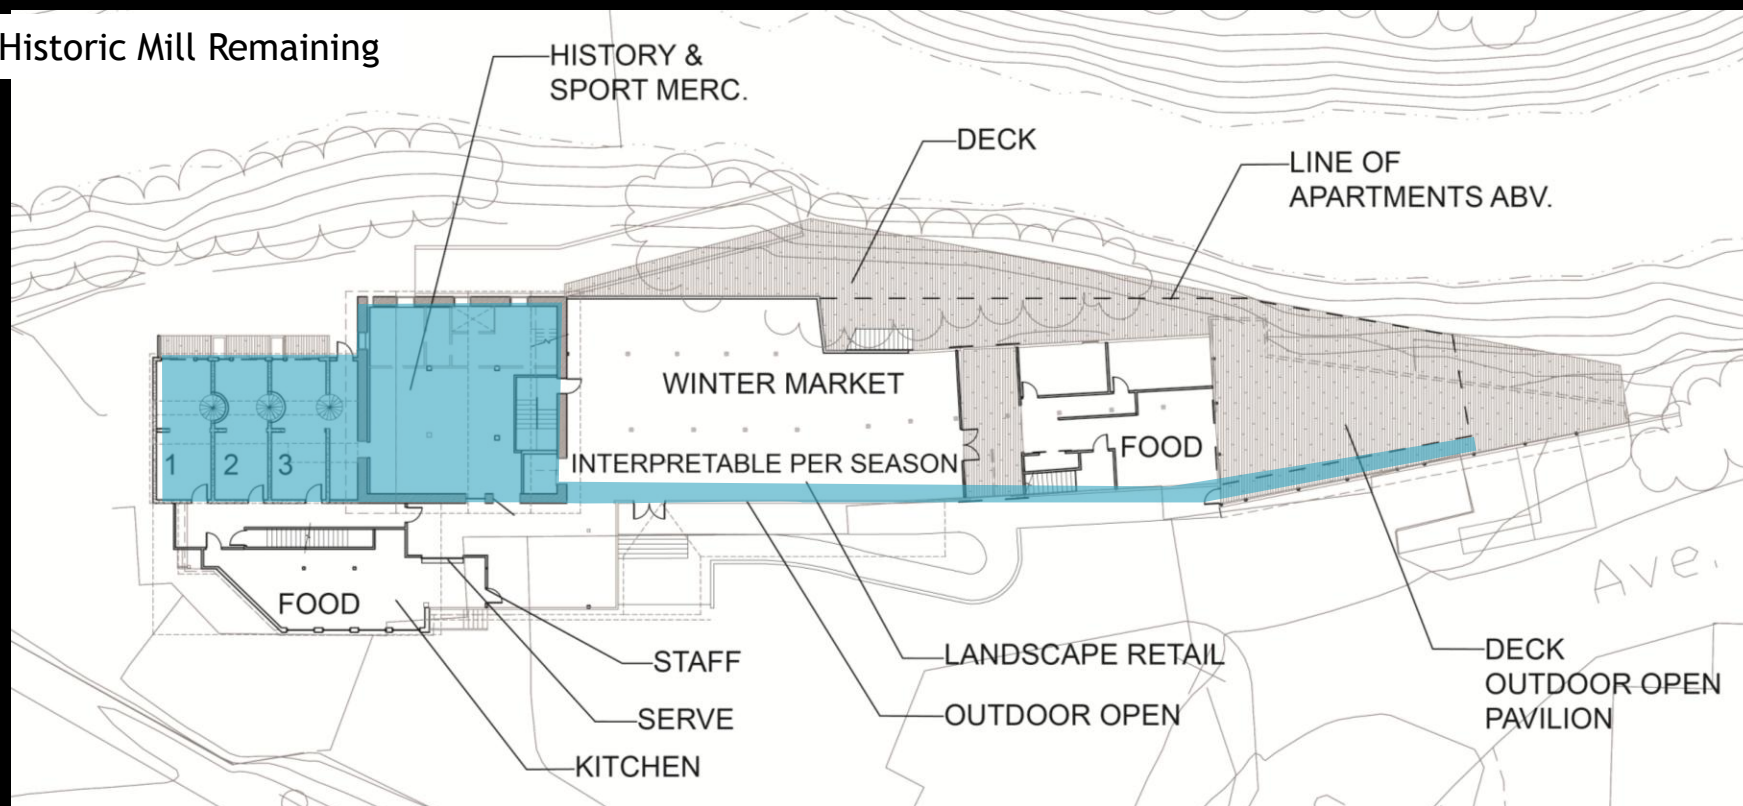 Historic Mill Remaining
HISTORY &
SPORT MERC.
DECK
LINE OF
APARTMENTS ABV.
WINTER MARKET
1 2 3
INTERPRETABLE PER SEASON
FOOD
FOOD
Ave.
STAFF
LANDSCAPE RETAIL
DECK
OUTDOOR OPEN
PAVILION
SERVE
OUTDOOR OPEN
KITCHEN